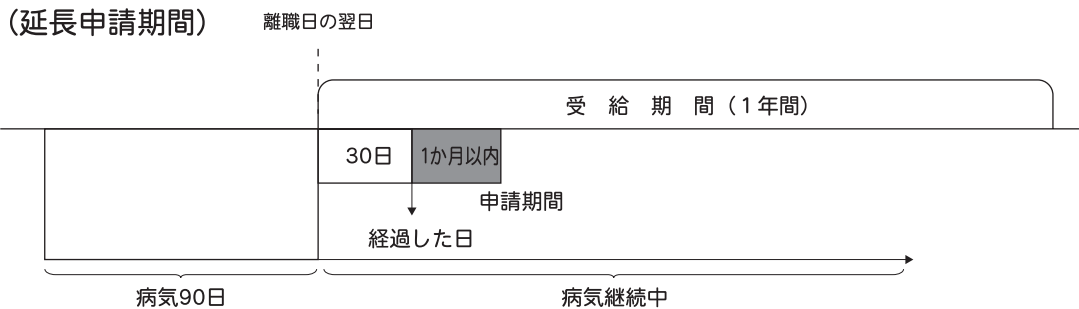 （延長申請期間）
離職日の翌日
受給期間（1年間）
30日
1か月以内
申請期間
経過した日
病気90日
病気継続中